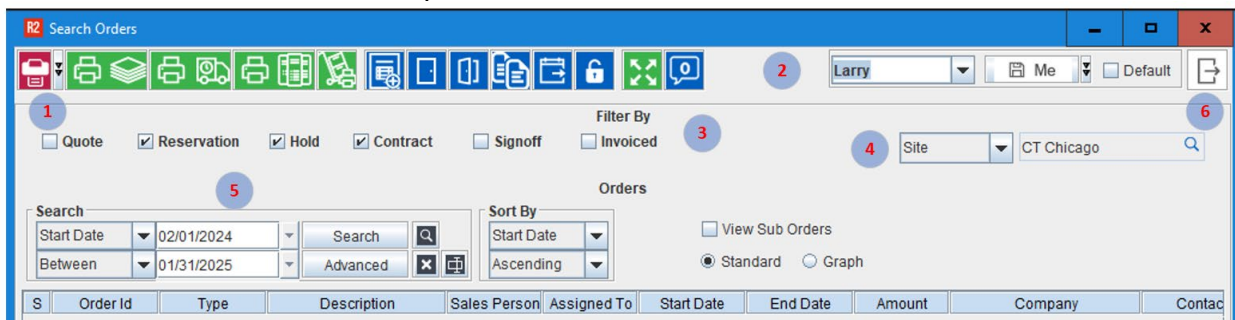 R2 Search Orders
2 Larry Me Default
1 Filter By 6
Quote Reservation Hold Contract Signoff Invoiced 3
4 Site CT Chicago
5 Orders
Search Sort By
Start Date 02/01/2024 Search Start Date View Sub Orders
Between 01/31/2025 Advanced Ascending Standard Graph
S Order Id Type Description Sales Person Assigned To Start Date End Date Amount Company Contac